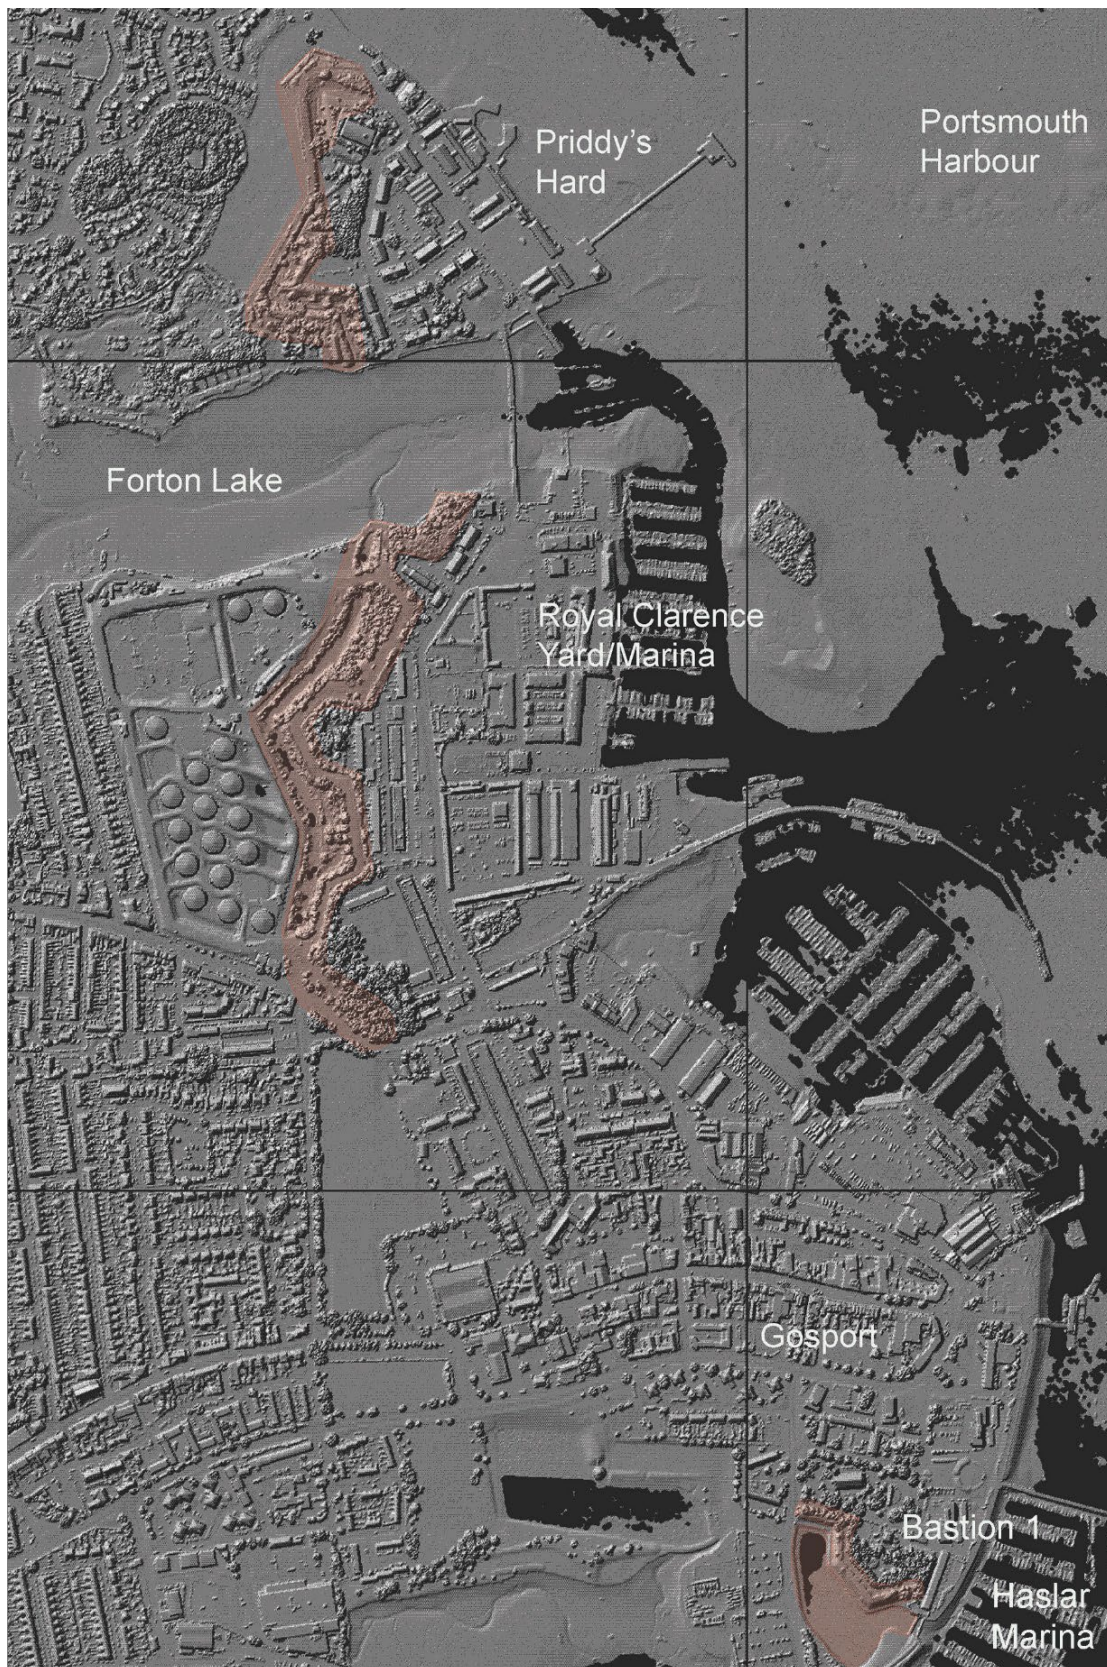 Priddy's
Hard
Portsmouth
Harbour
Forton Lake
Royal Clarence
Yard/Marina
Gosport
Bastion 1
Haslar
Marina